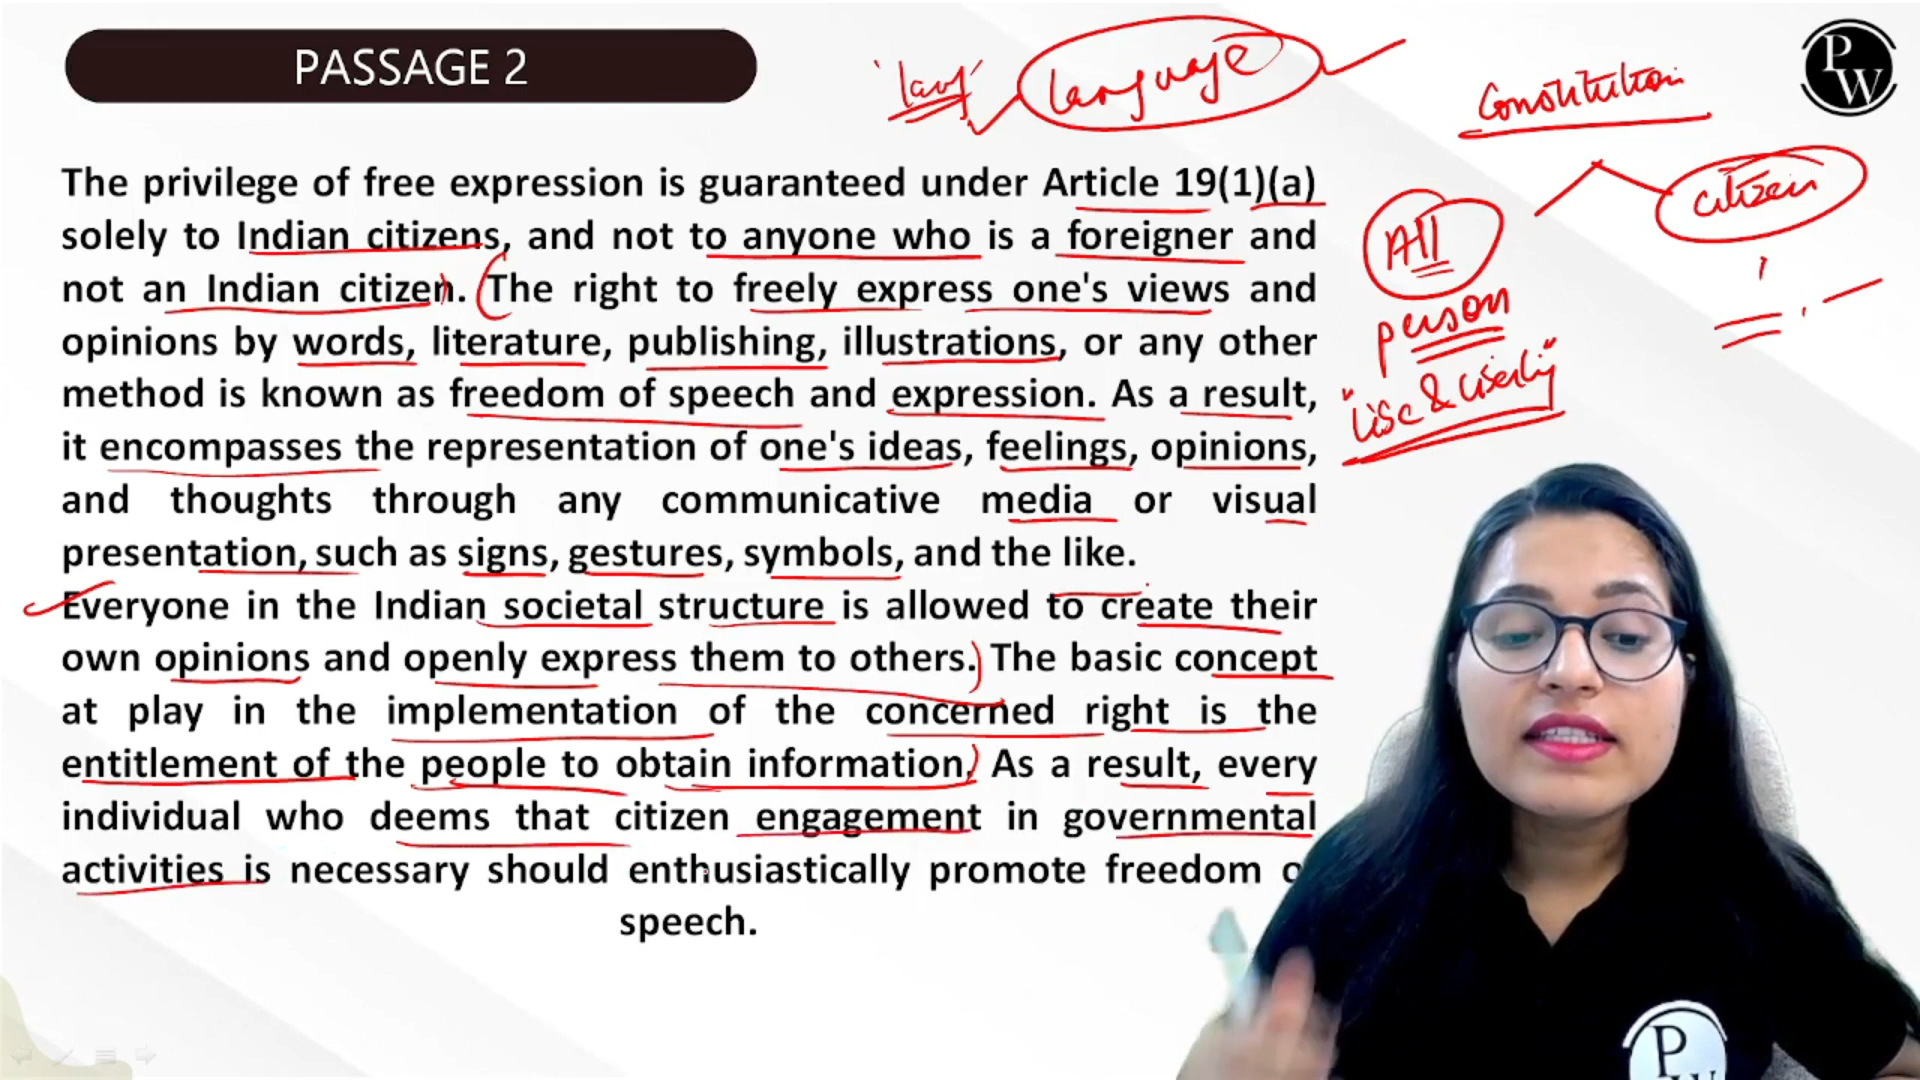 PASSAGE 2
'law'
language
Constitution
P
W
The privilege of free expression is guaranteed under Article 19(1)(a)
solely to Indian citizens, and not to anyone who is a foreigner and
not an Indian citizen. The right to freely express one's views and
opinions by words, literature, publishing, illustrations, or any other
method is known as freedom of speech and expression. As a result,
it encompasses the representation of one's ideas, feelings, opinions,
and thoughts through any communicative media or visual
presentation, such as signs, gestures, symbols, and the like.
Everyone in the Indian societal structure is allowed to create their
own opinions and openly express them to others. The basic concept
at play in the implementation of the concerned right is the
entitlement of the people to obtain information. As a result, every
individual who deems that citizen engagement in governmental
activities is necessary should enthusiastically promote freedom o
speech.
citizen
All
person
P
W